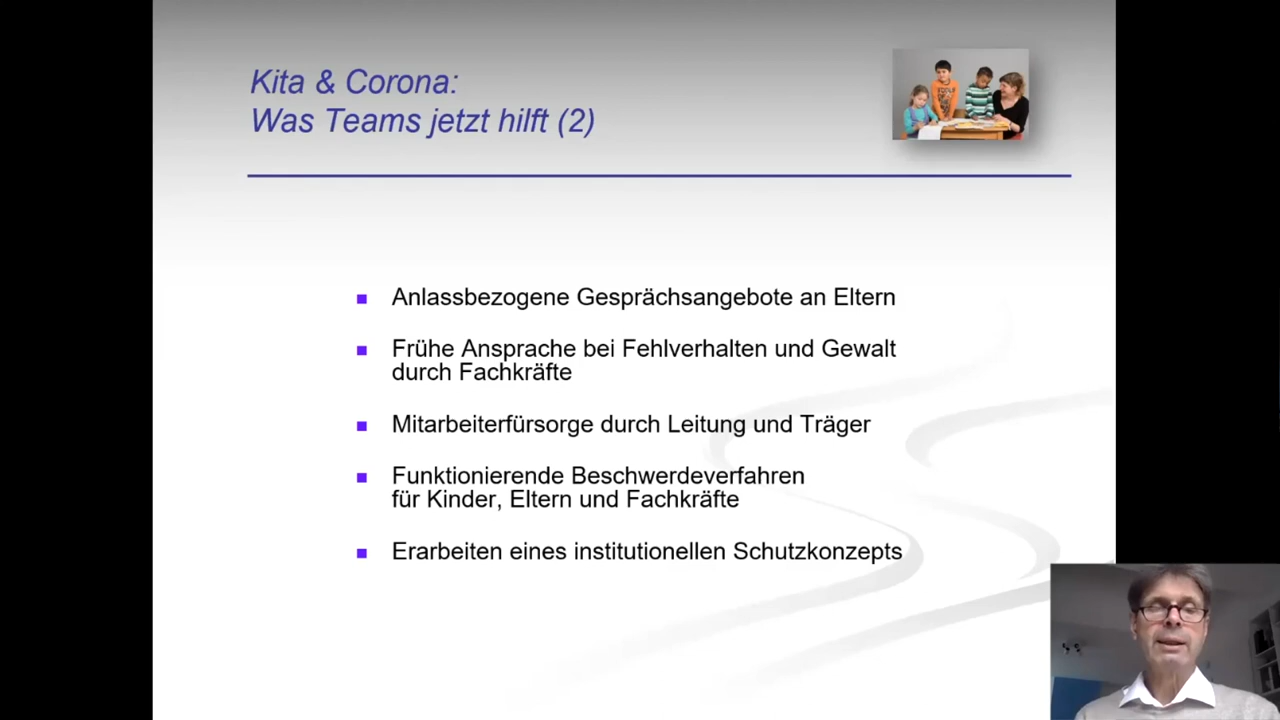 Kita & Corona:
Was Teams jetzt hilft (2)
Anlassbezogene Gesprächsangebote an Eltern
Frühe Ansprache bei Fehlverhalten und Gewalt
durch Fachkräfte
Mitarbeiterfürsorge durch Leitung und Träger
Funktionierende Beschwerdeverfahren
für Kinder, Eltern und Fachkräfte
Erarbeiten eines institutionellen Schutzkonzepts